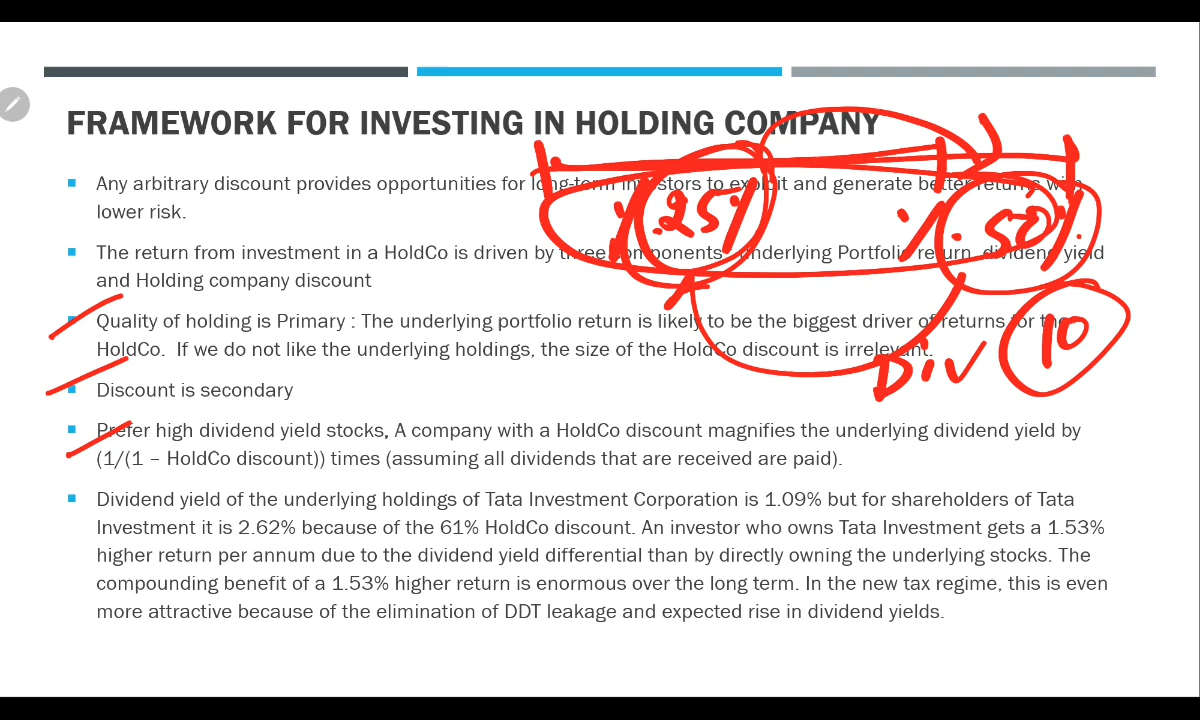 FRAMEWORK FOR INVESTING IN HOLDING COMPANY
Any arbitrary discount provides opportunities for long-term investors to exploit and generate better returns with
lower risk.
The return from investment in a HoldCo is driven by three components - underlying Portfolio return, dividend yield
and Holding company discount
.25%
.50%
Quality of holding is Primary : The underlying portfolio return is likely to be the biggest driver of returns for the
HoldCo. If we do not like the underlying holdings, the size of the HoldCo discount is irrelevant.
10
Div
Discount is secondary
Prefer high dividend yield stocks, A company with a HoldCo discount magnifies the underlying dividend yield by
(1/(1 – HoldCo discount)) times (assuming all dividends that are received are paid).
Dividend yield of the underlying holdings of Tata Investment Corporation is 1.09% but for shareholders of Tata
Investment it is 2.62% because of the 61% HoldCo discount. An investor who owns Tata Investment gets a 1.53%
higher return per annum due to the dividend yield differential than by directly owning the underlying stocks. The
compounding benefit of a 1.53% higher return is enormous over the long term. In the new tax regime, this is even
more attractive because of the elimination of DDT leakage and expected rise in dividend yields.